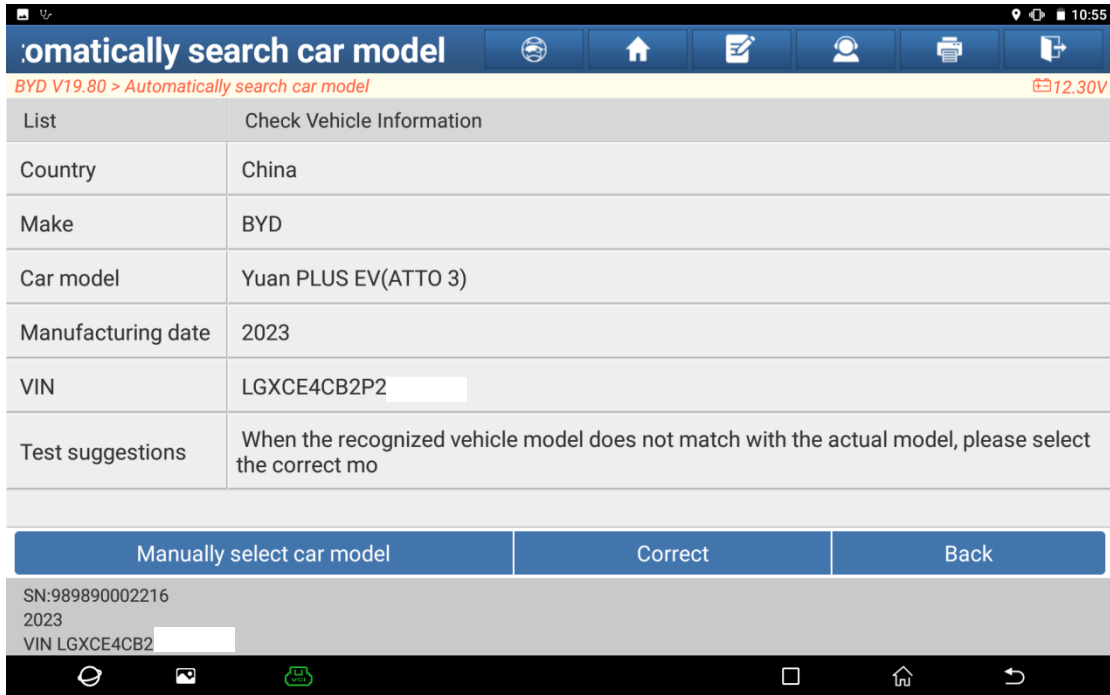 10:55
:omatically search car model
BYD V19.80 > Automatically search car model
12.30V
List
Check Vehicle Information
Country
China
Make
BYD
Car model
Yuan PLUS EV(ATTO 3)
Manufacturing date
2023
VIN
LGXCE4CB2P2
Test suggestions
When the recognized vehicle model does not match with the actual model, please select
the correct mo
Manually select car model
Correct
Back
SN:989890002216
2023
VIN LGXCE4CB2
VCI